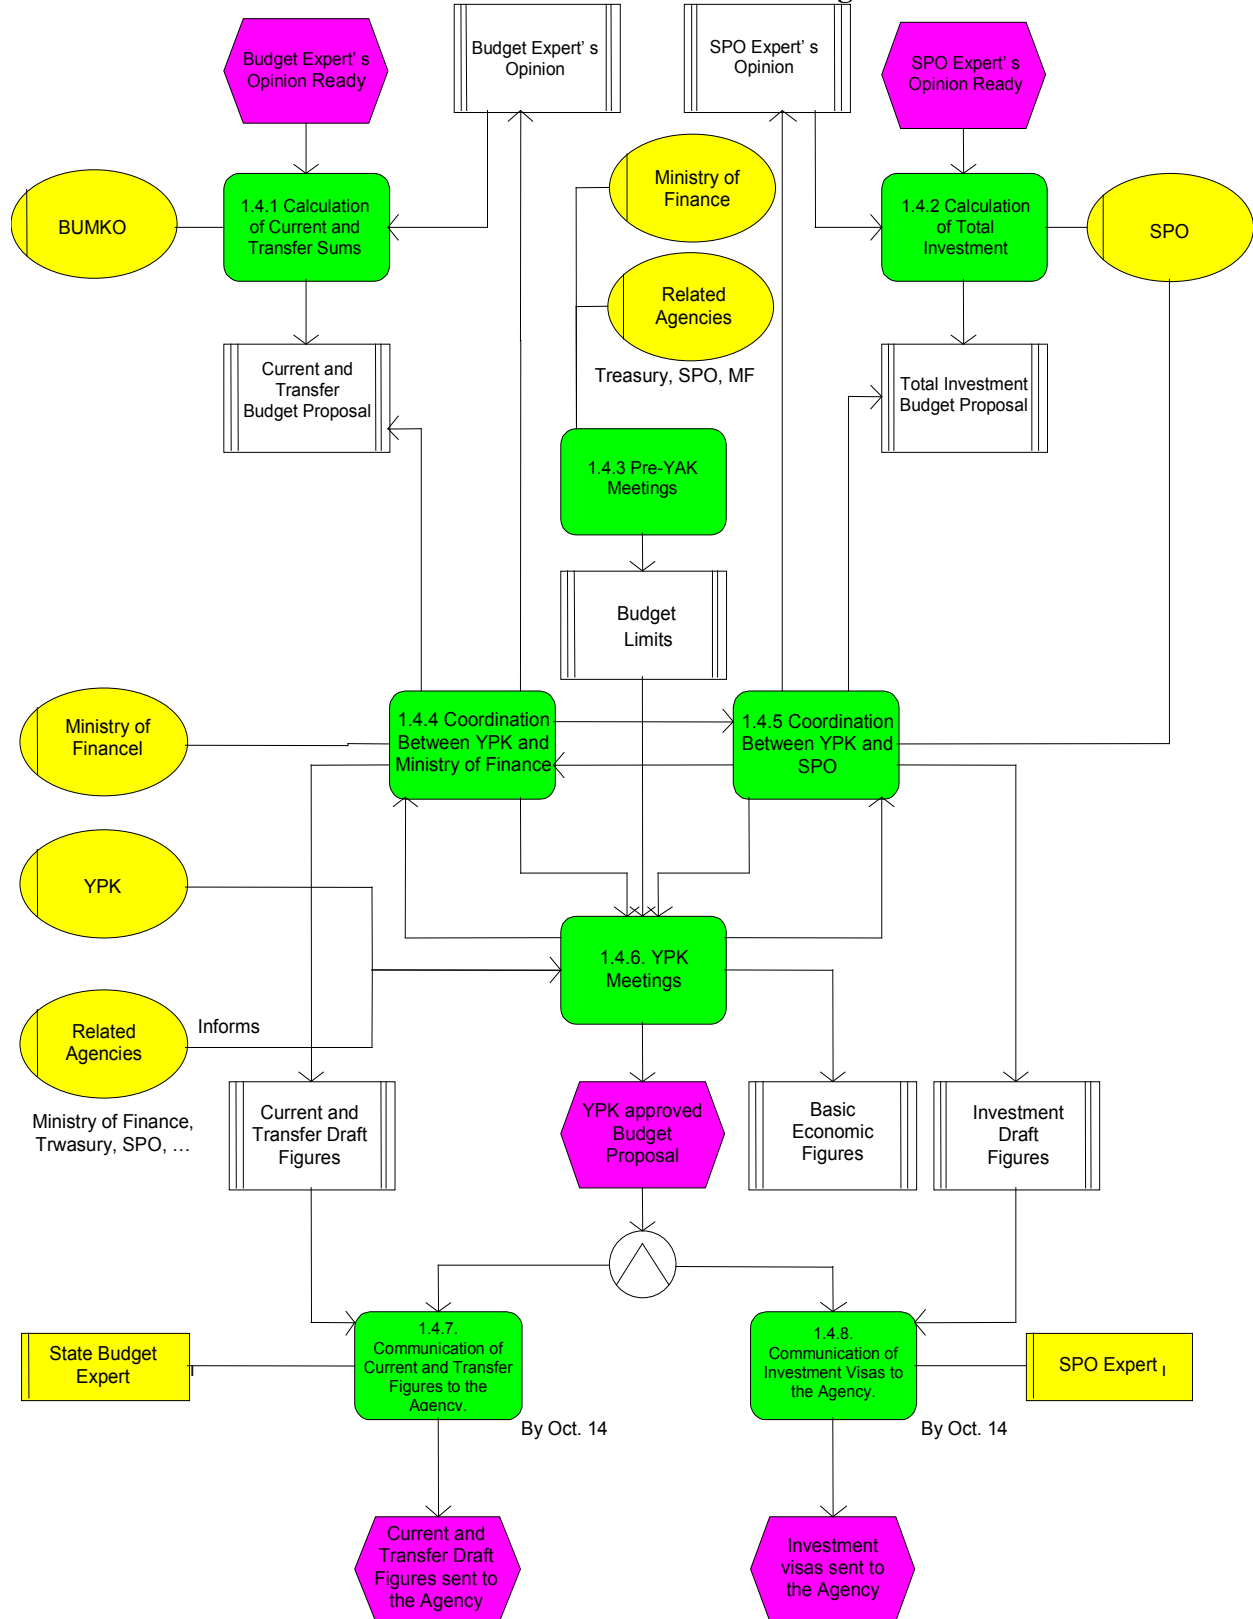 Budget Expert' s
Opinion Ready
Budget Expert' s
Opinion
SPO Expert' s
Opinion
SPO Expert' s
Opinion Ready
BUMKO
1.4.1 Calculation
of Current and
Transfer Sums
Ministry of
Finance
1.4.2 Calculation
of Total
Investment
SPO
Related
Agencies
Treasury, SPO, MF
Current and
Transfer
Budget Proposal
Total Investment
Budget Proposal
1.4.3 Pre-YAK
Meetings
Budget
Limits
Ministry of
Financel
1.4.4 Coordination
Between YPK and
Ministry of Finance
1.4.5 Coordination
Between YPK and
SPO
YPK
1.4.6. YPK
Meetings
Related
Agencies
Informs
Ministry of Finance,
Trwasury, SPO, ...
Current and
Transfer Draft
Figures
YPK approved
Budget
Proposal
Basic
Economic
Figures
Investment
Draft
Figures
State Budget
Expert
1.4.7.
Communication of
Current and Transfer
Figures to the
Agency.
By Oct. 14
1.4.8.
Communication of
Investment Visas to
the Agency.
By Oct. 14
SPO Expert
Current and
Transfer Draft
Figures sent to
the Agency
Investment
visas sent to
the Agency